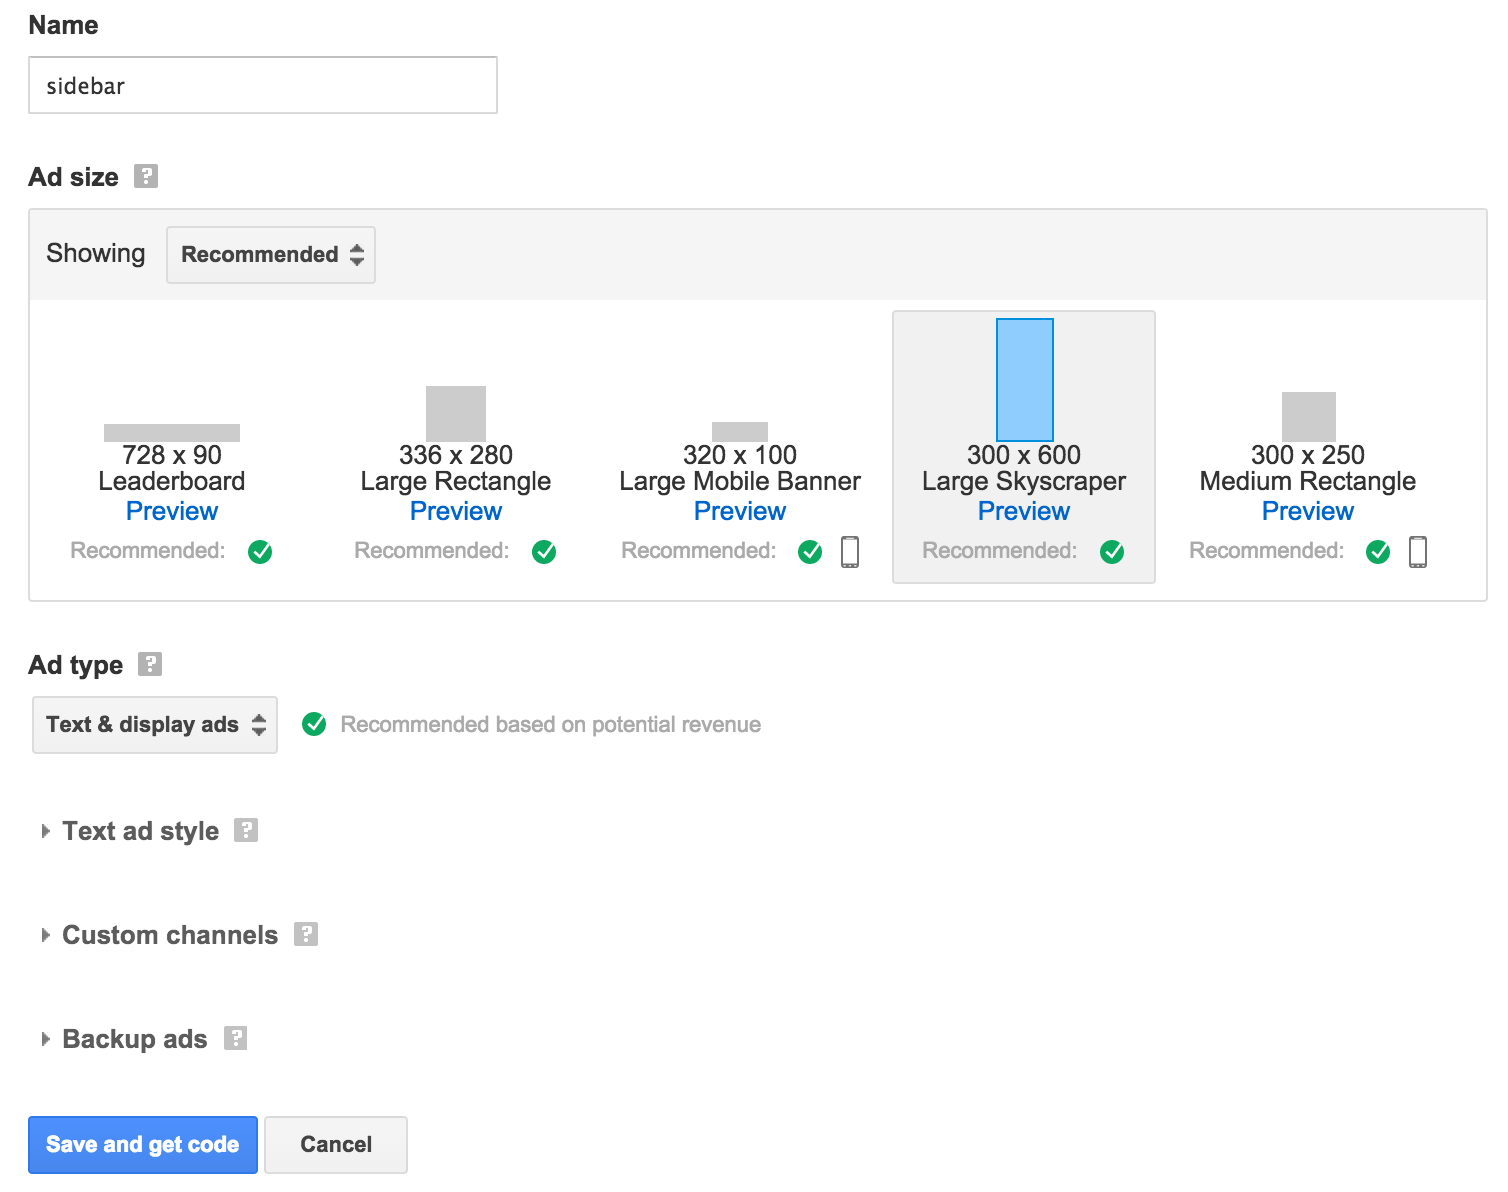 Name
sidebar
Ad size ?
Showing Recommended
728 x 90
Leaderboard
Preview
Recommended:
336 x 280
Large Rectangle
Preview
Recommended:
320 x 100
Large Mobile Banner
Preview
Recommended:
300 x 600
Large Skyscraper
Preview
Recommended:
300 x 250
Medium Rectangle
Preview
Recommended:
Ad type ?
Text & display ads Recommended based on potential revenue
Text ad style ?
Custom channels ?
Backup ads ?
Save and get code Cancel